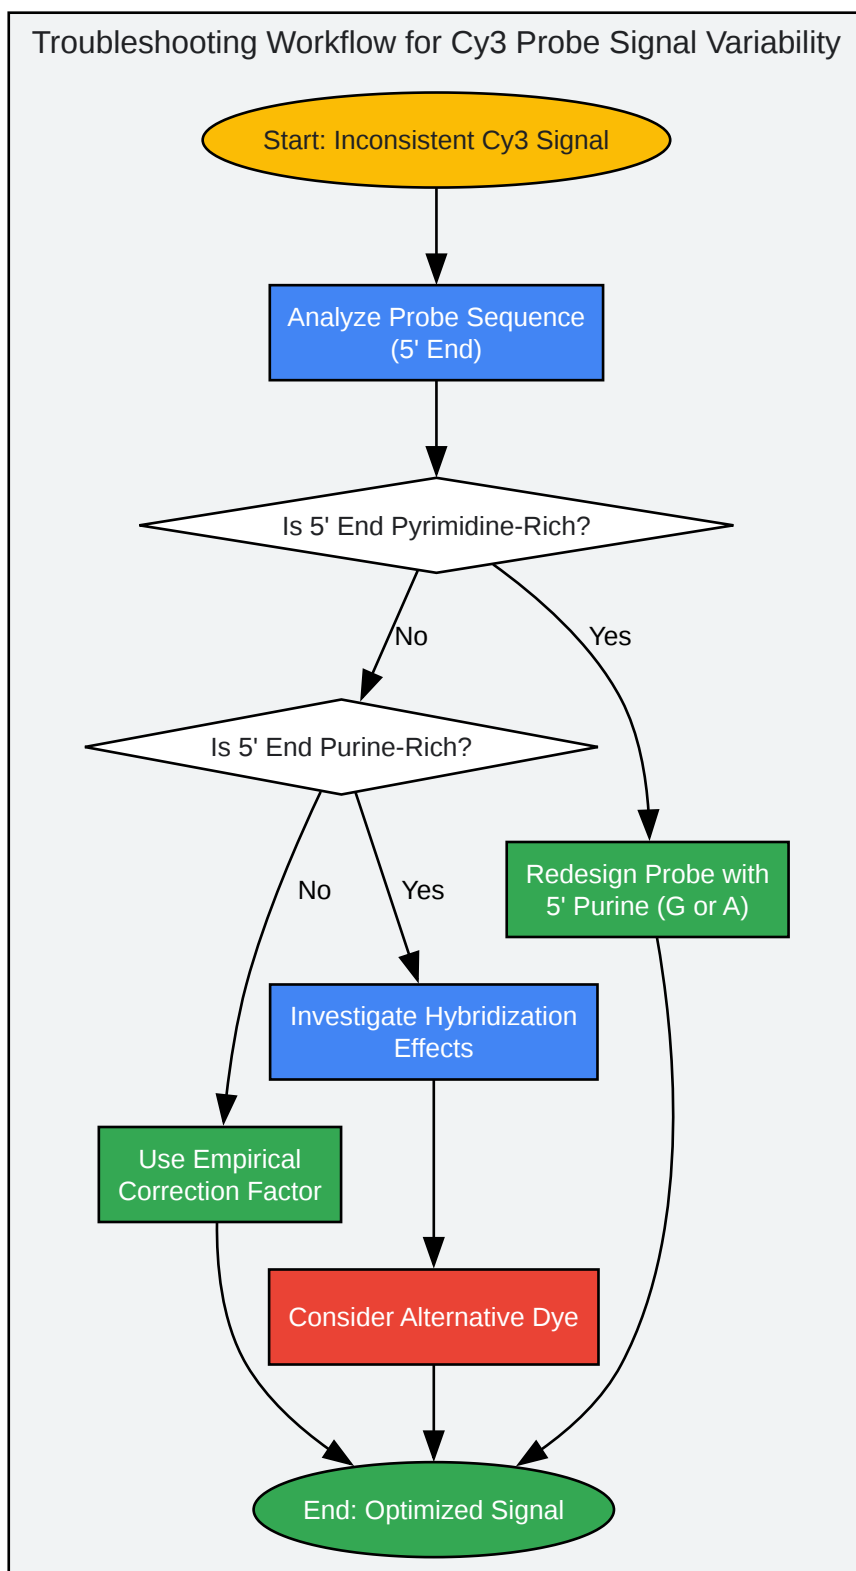 Troubleshooting Workflow for Cy3 Probe Signal Variability
Start: Inconsistent Cy3 Signal
Analyze Probe Sequence
(5' End)
Is 5' End Pyrimidine-Rich?
No
Yes
Is 5' End Purine-Rich?
No
Yes
Redesign Probe with
5' Purine (G or A)
Investigate Hybridization
Effects
Use Empirical
Correction Factor
Consider Alternative Dye
End: Optimized Signal